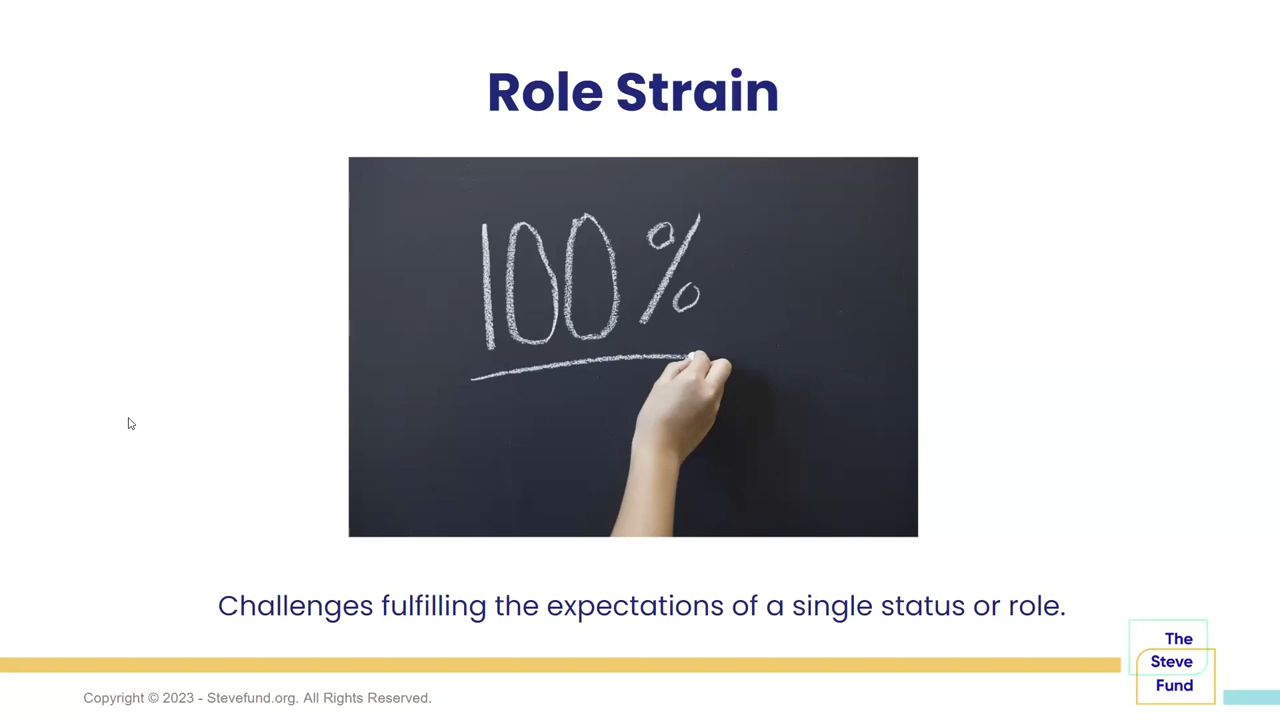 Role Strain
100%
Challenges fulfilling the expectations of a single status or role.
The
Steve
Fund
Copyright © 2023 - Stevefund.org. All Rights Reserved.